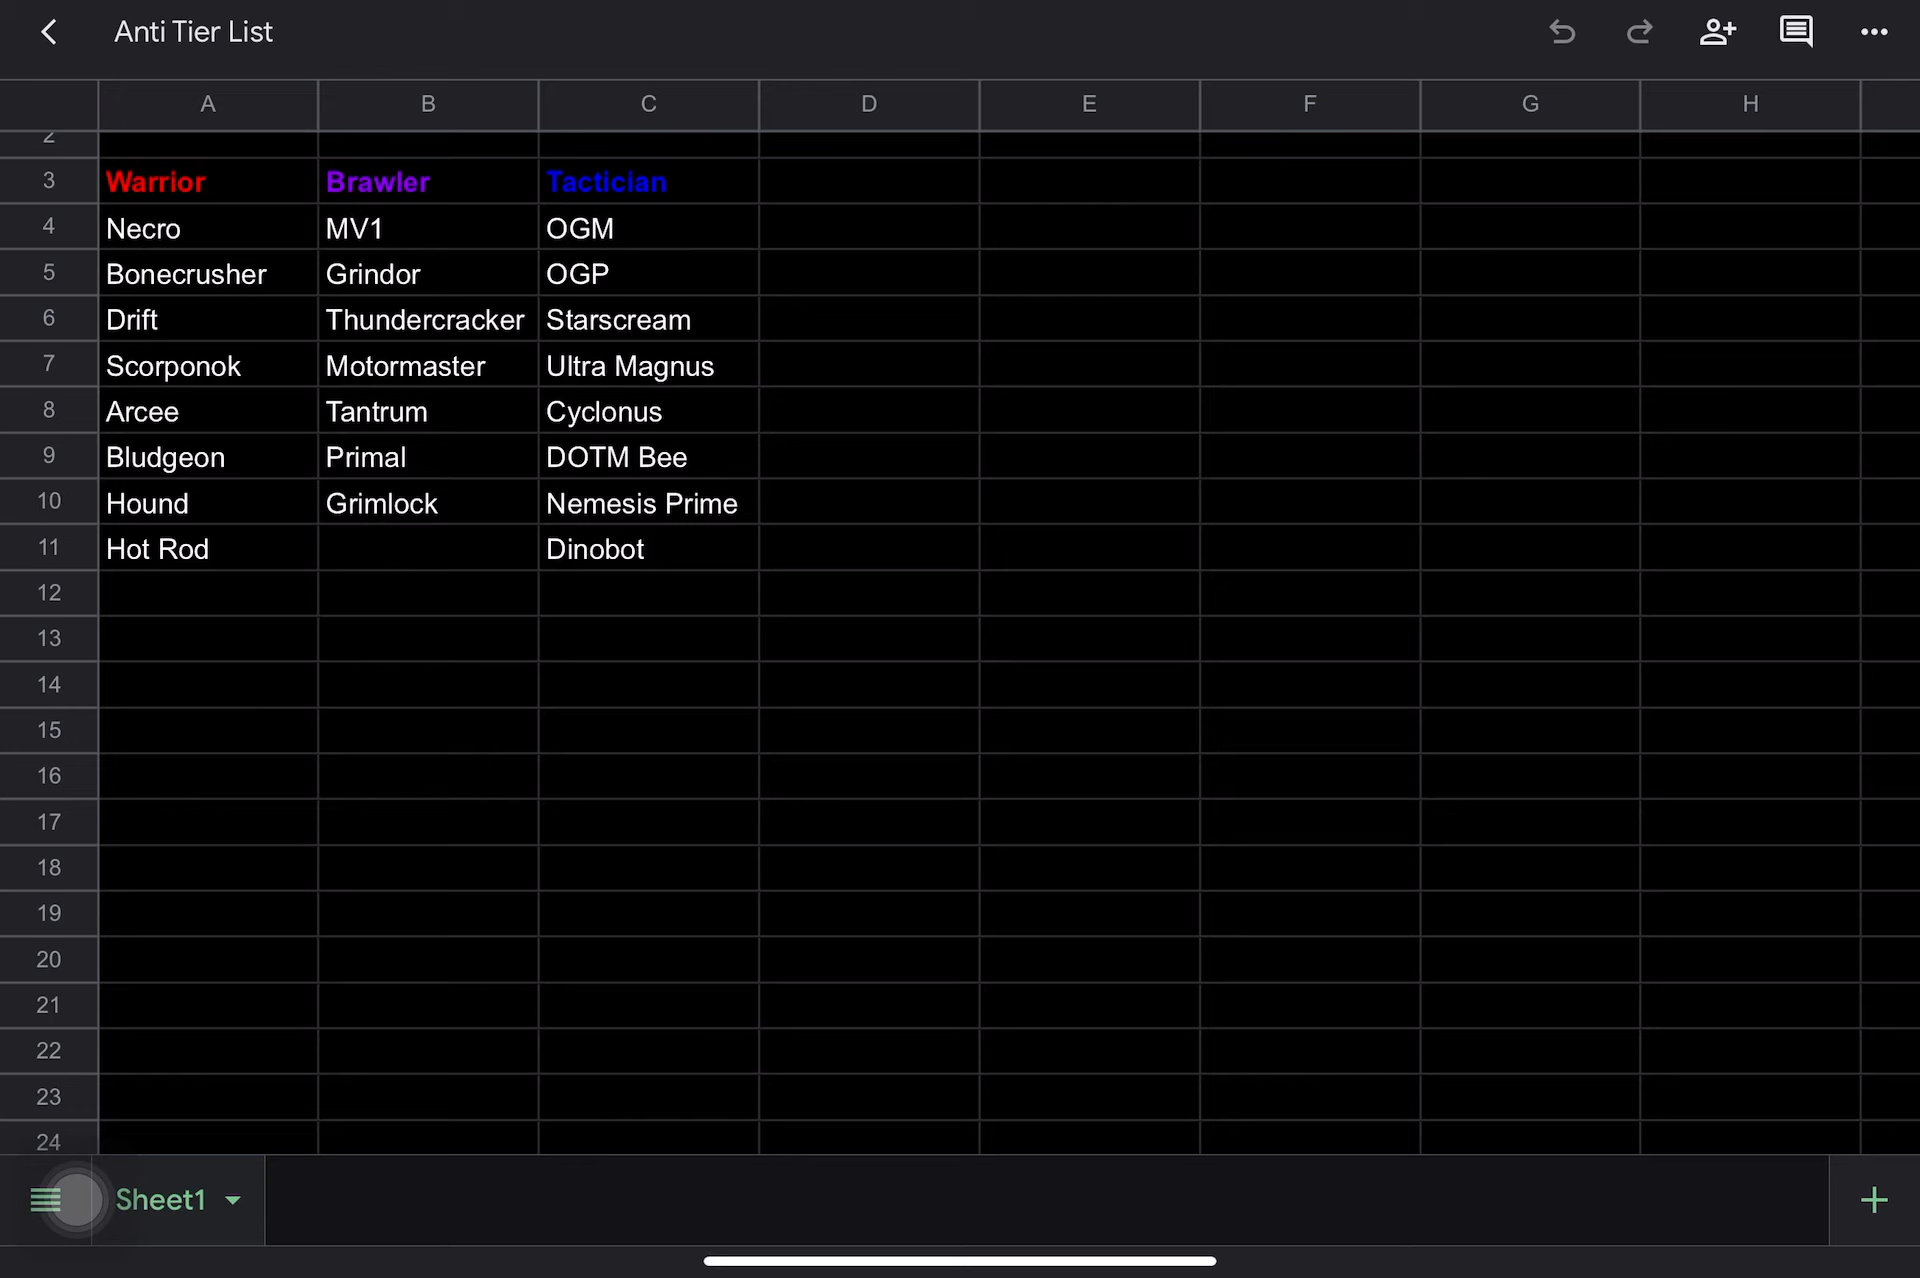 Anti Tier List
A B C D E F G H
2
3 Warrior Brawler Tactician
4 Necro MV1 OGM
5 Bonecrusher Grindor OGP
6 Drift Thundercracker Starscream
7 Scorponok Motormaster Ultra Magnus
8 Arcee Tantrum Cyclonus
9 Bludgeon Primal DOTM Bee
10 Hound Grimlock Nemesis Prime
11 Hot Rod Dinobot
12
13
14
15
16
17
18
19
20
21
22
23
24
Sheet1